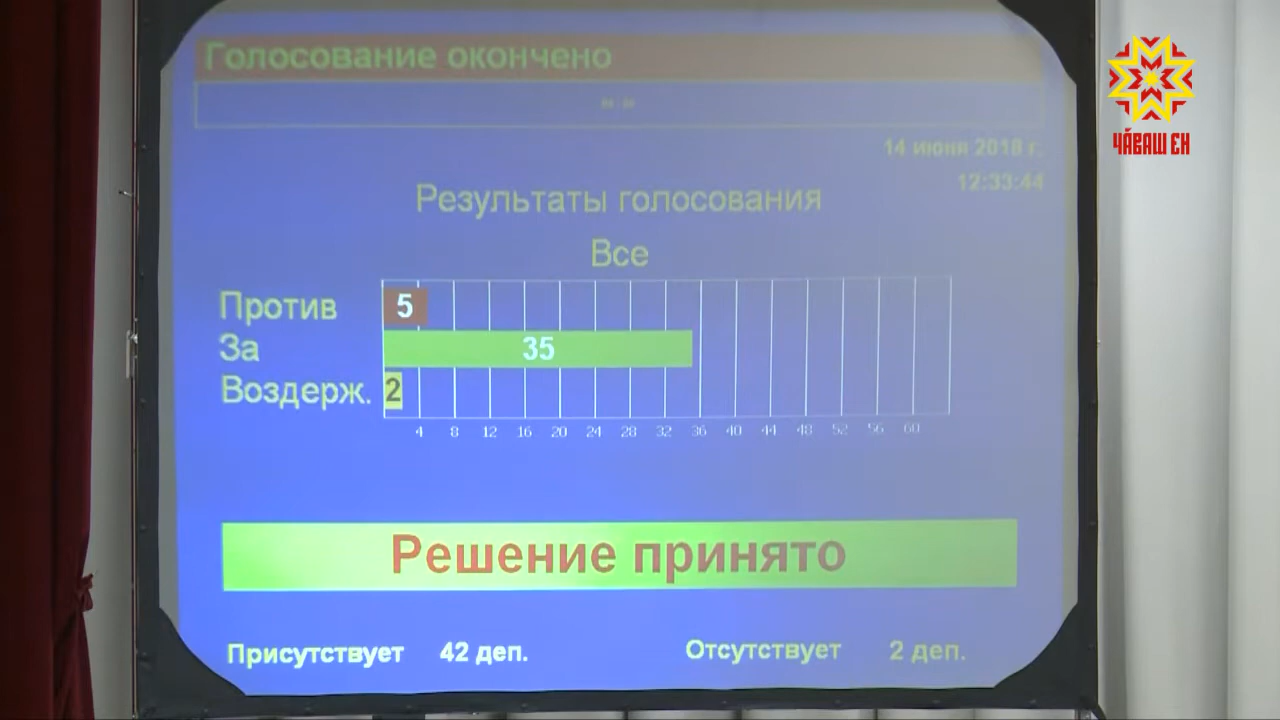 Голосование окончено
" "
14 июня 2018 г.
12:33:44
Результаты голосования
Все
Против 5
За 35
Воздерж. 2
4 8 12 16 20 24 28 32 36 40 44 48 52 56 60
Решение принято
Присутствует 42 деп. Отсутствует 2 деп.
ЧӐВАШ ЕН